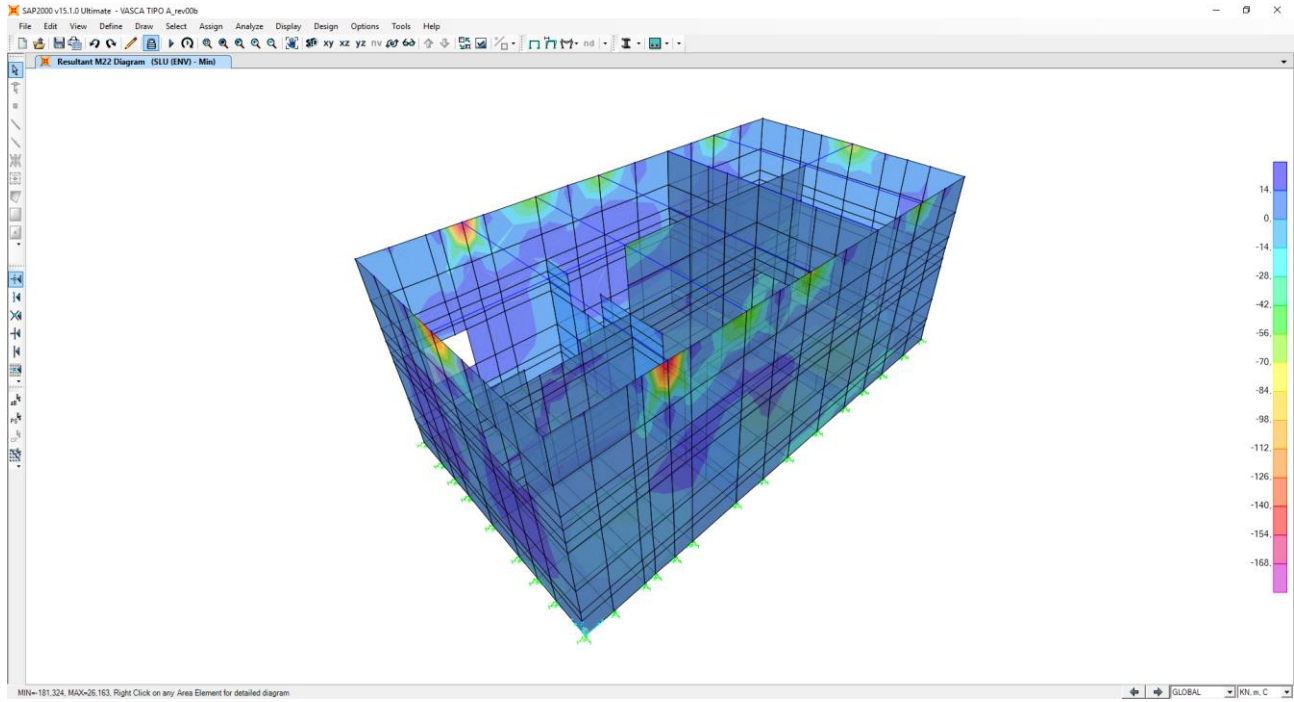 SAP2000 v15.1.0 Ultimate - VASCA TIPO A_rev00b
File Edit View Define Draw Select Assign Analyze Display Design Options Tools Help
xy xz yz nv nd
Resultant M22 Diagram (SLU (ENV) - Min)
14,
0,
-14,
-28,
-42,
-56,
-70,
-84,
-98,
-112,
-126,
-140,
-154,
-168,
MIN=-181.324, MAX=26.163, Right Click on any Area Element for detailed diagram
GLOBAL
KN, m, C